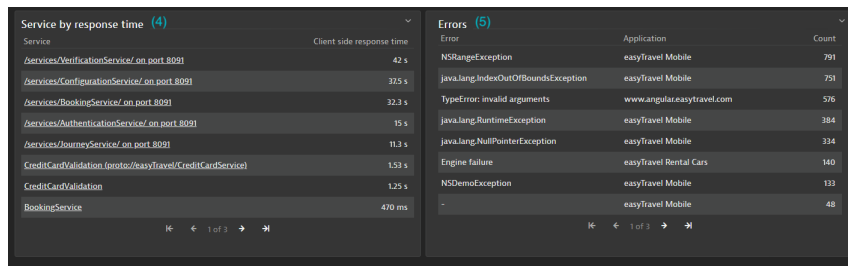 Service by response time (4)
Service Client side response time
/services/VerificationService/ on port 8091 42 s
/services/ConfigurationService/ on port 8091 37.5 s
/services/BookingService/ on port 8091 32.3 s
/services/AuthenticationService/ on port 8091 15 s
/services/JourneyService/ on port 8091 11.3 s
CreditCardValidation (proto://easyTravel/CreditCardService) 1.53 s
CreditCardValidation 1.25 s
BookingService 470 ms
1 of 3
Errors (5)
Error Application Count
NSRangeException easyTravel Mobile 791
java.lang.IndexOutOfBoundsException easyTravel Mobile 751
TypeError: invalid arguments www.angular.easytravel.com 576
java.lang.RuntimeException easyTravel Mobile 384
java.lang.NullPointerException easyTravel Mobile 334
Engine failure easyTravel Rental Cars 140
NSDemoException easyTravel Mobile 133
- easyTravel Mobile 48
1 of 3